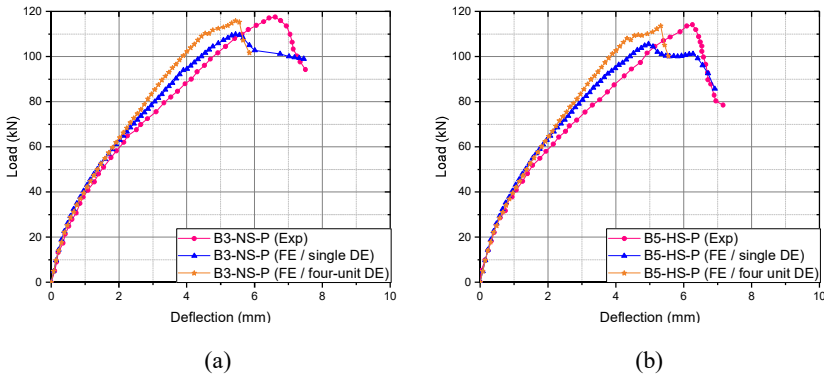 120
100
80
60
40
20
0
Load (kN)
B3-NS-P (Exp)
B3-NS-P (FE / single DE)
B3-NS-P (FE / four-unit DE)
0 2 4 6 8 10
Deflection (mm)
(a)
120
100
80
60
40
20
0
Load (kN)
B5-HS-P (Exp)
B5-HS-P (FE / single DE)
B5-HS-P (FE / four unit DE)
0 2 4 6 8 10
Deflection (mm)
(b)